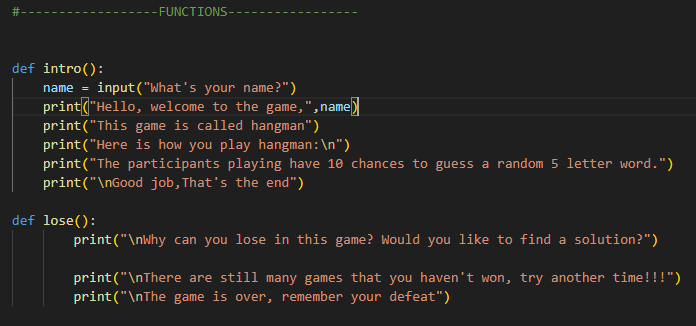 #------------------FUNCTIONS-----------------
def intro():
    name = input("What's your name?")
    print("Hello, welcome to the game,",name)
    print("This game is called hangman")
    print("Here is how you play hangman:\n")
    print("The participants playing have 10 chances to guess a random 5 letter word.")
    print("\nGood job,That's the end")
def lose():
        print("\nWhy can you lose in this game? Would you like to find a solution?")
        print("\nThere are still many games that you haven't won, try another time!!!")
        print("\nThe game is over, remember your defeat")